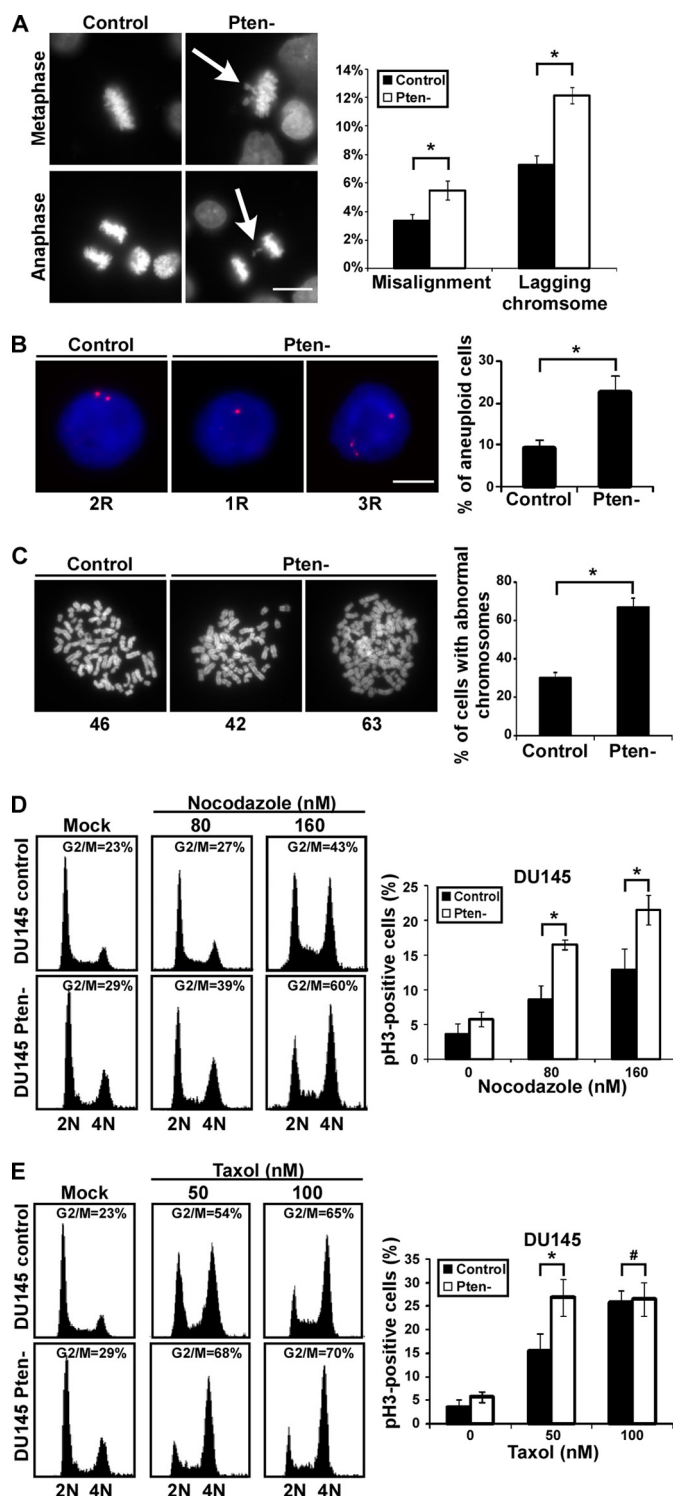 A
Control Pten-
Metaphase
Anaphase
14%
12%
10%
8%
6%
4%
2%
0%
Control
Pten-
*
*
Misalignment Lagging
chromsome
B
Control Pten-
2R 1R 3R
% of aneuploid cells
30
20
10
0
*
Control Pten-
C
Control Pten-
46 42 63
% of cells with abnormal
chromosomes
80
60
40
20
0
*
Control Pten-
D
Nocodazole (nM)
Mock 80 160
DU145 control
G2/M=23% G2/M=27% G2/M=43%
DU145 Pten-
G2/M=29% G2/M=39% G2/M=60%
2N 4N 2N 4N 2N 4N
DU145
pH3-positive cells (%)
25
20
15
10
5
0
Control
Pten-
*
*
0 80 160
Nocodazole (nM)
E
Taxol (nM)
Mock 50 100
DU145 control
G2/M=23% G2/M=54% G2/M=65%
DU145 Pten-
G2/M=29% G2/M=68% G2/M=70%
2N 4N 2N 4N 2N 4N
DU145
pH3-positive cells (%)
35
30
25
20
15
10
5
0
Control
Pten-
*
#
0 50 100
Taxol (nM)